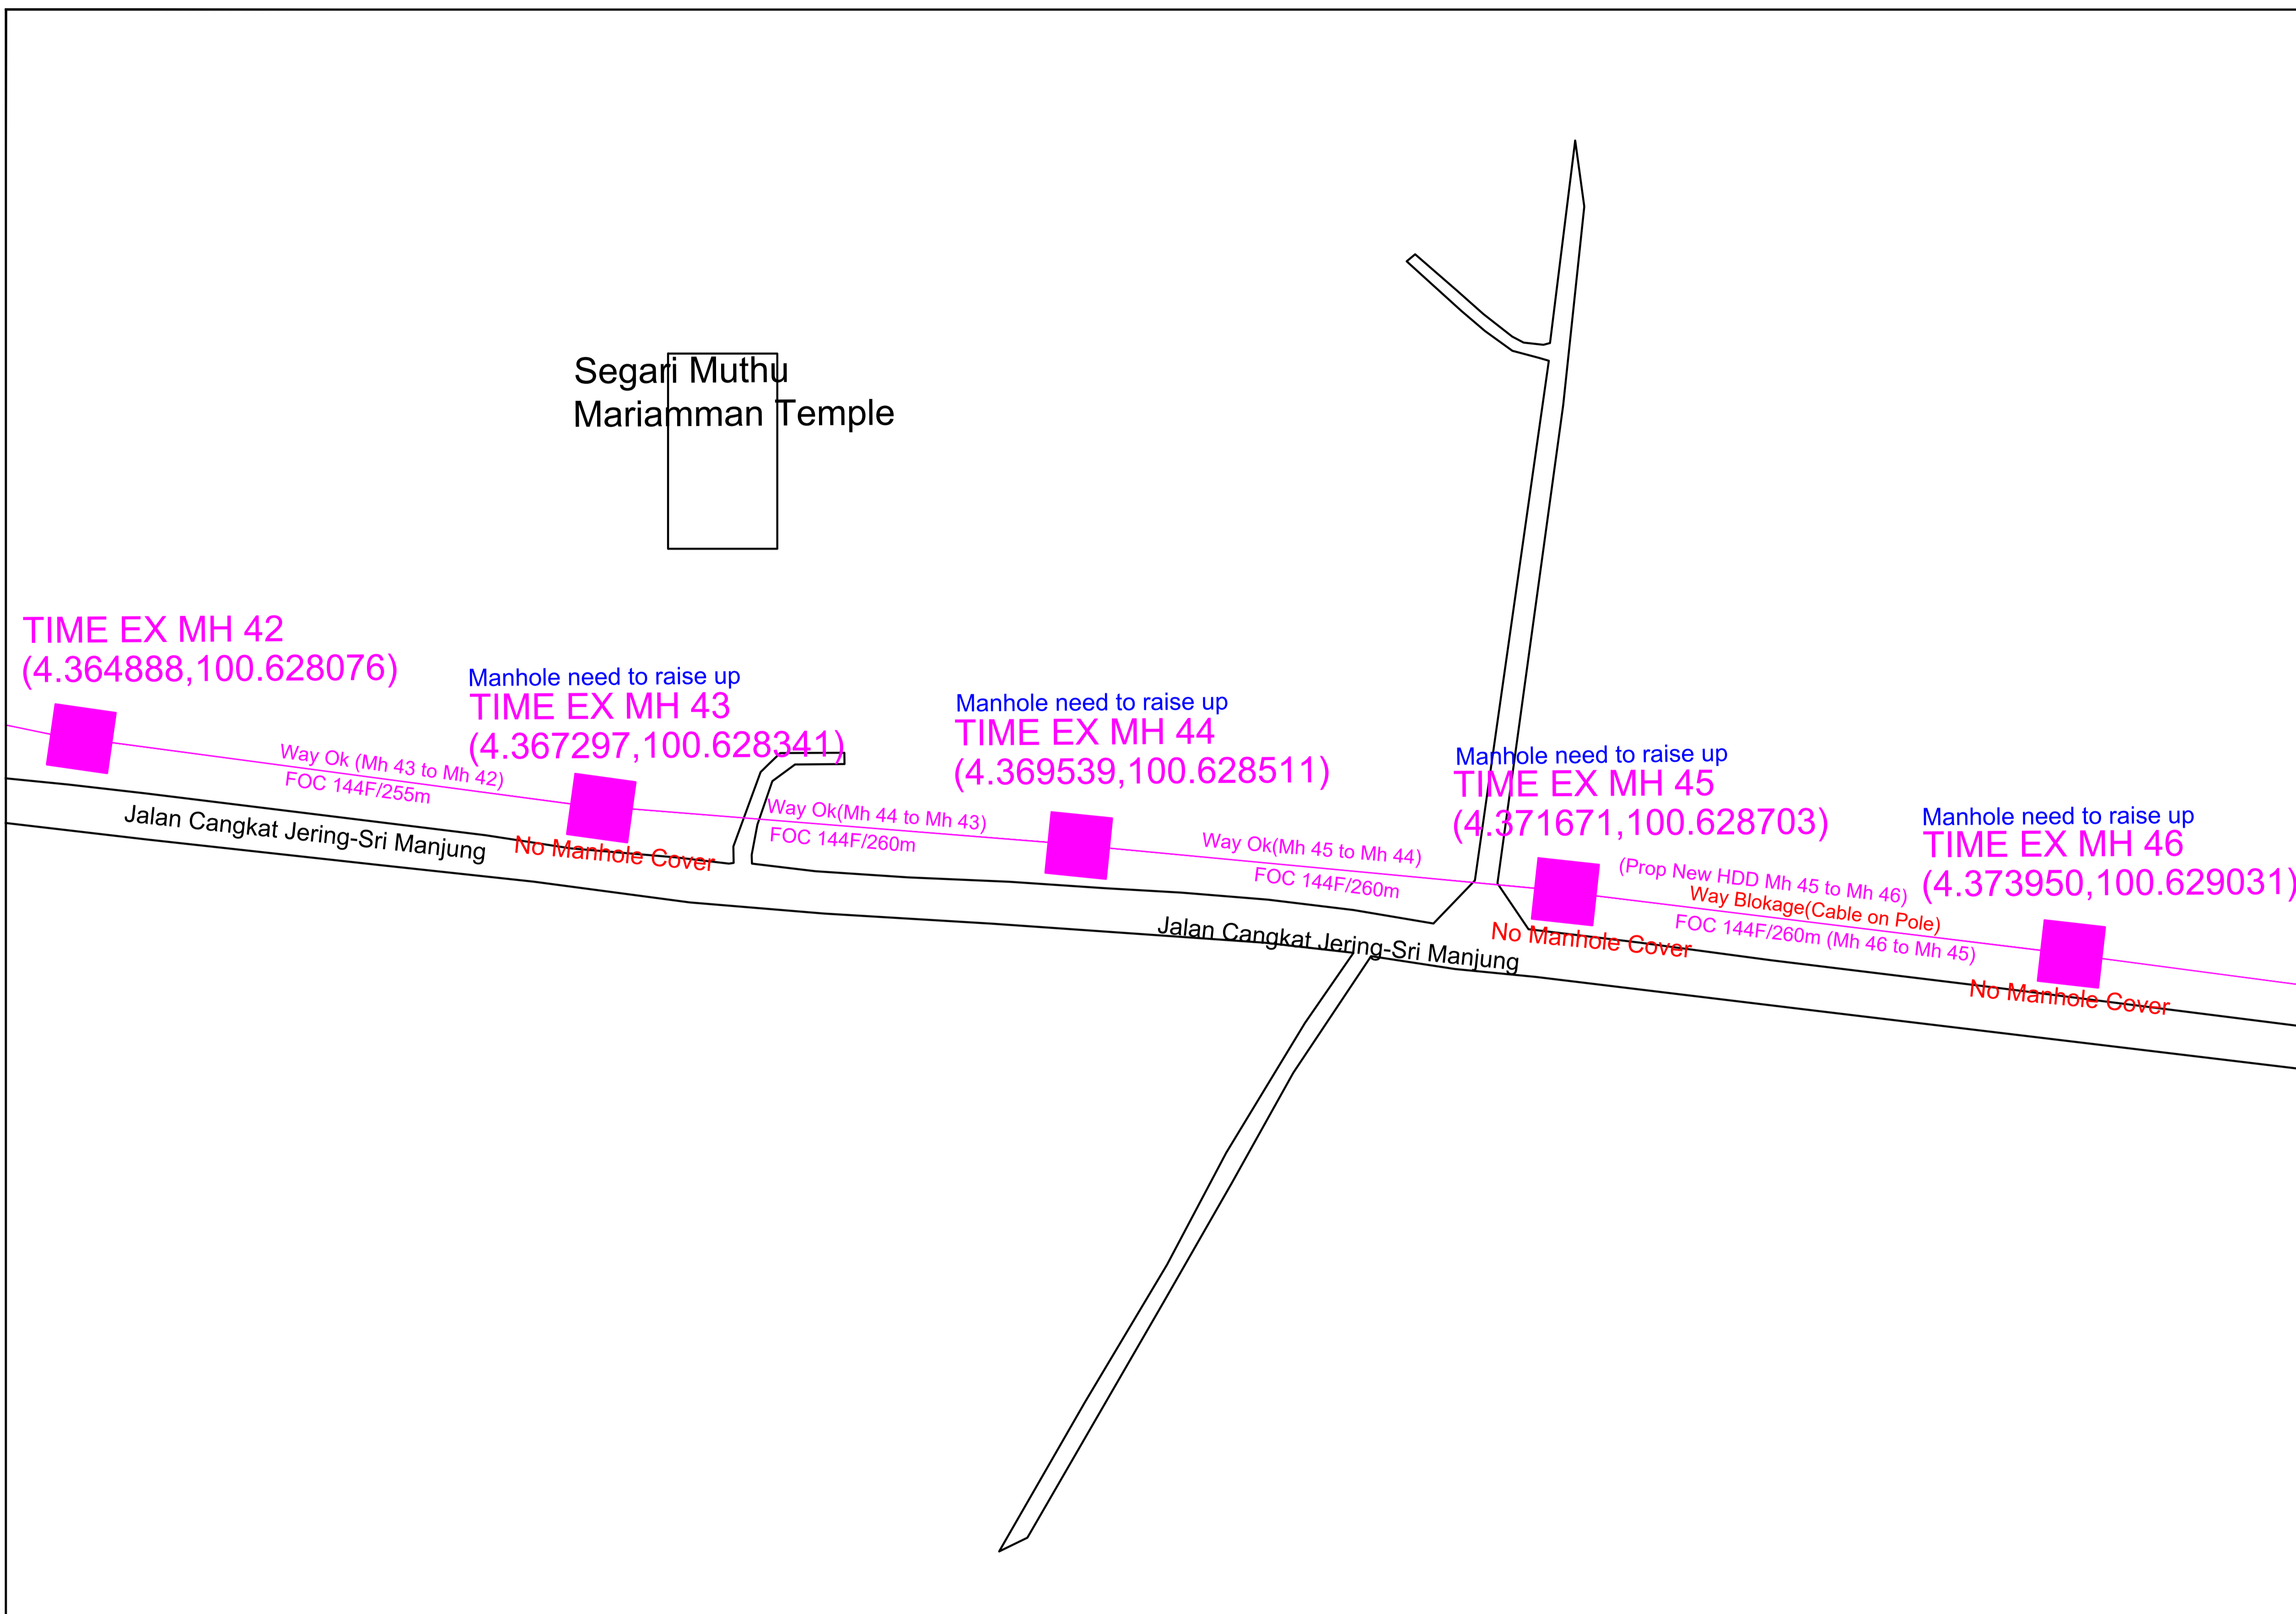 Segari Muthu
Mariamman Temple
TIME EX MH 42
(4.364888,100.628076)
Manhole need to raise up
TIME EX MH 43
(4.367297,100.628341)
Manhole need to raise up
TIME EX MH 44
(4.369539,100.628511)
Manhole need to raise up
TIME EX MH 45
(4.371671,100.628703)
Manhole need to raise up
TIME EX MH 46
(4.373950,100.629031)
Way Ok (Mh 43 to Mh 42)
FOC 144F/255m
Jalan Cangkat Jering-Sri Manjung
No Manhole Cover
Way Ok(Mh 44 to Mh 43)
FOC 144F/260m
Way Ok(Mh 45 to Mh 44)
FOC 144F/260m
Jalan Cangkat Jering-Sri Manjung
No Manhole Cover
(Prop New HDD Mh 45 to Mh 46)
Way Blokage(Cable on Pole)
FOC 144F/260m (Mh 46 to Mh 45)
No Manhole Cover